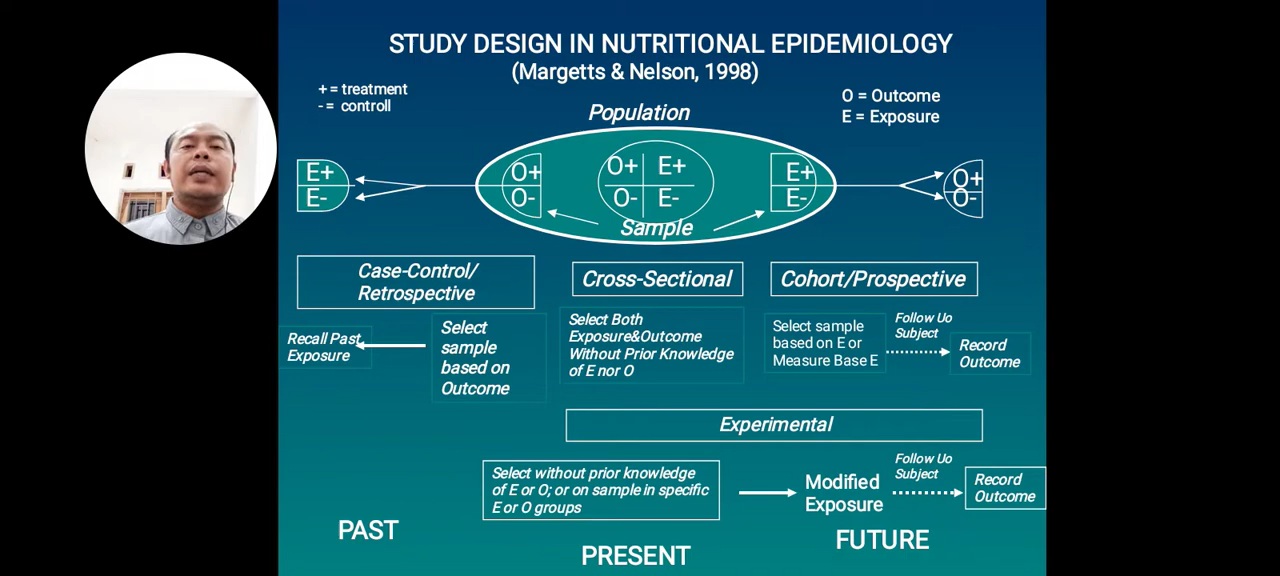 STUDY DESIGN IN NUTRITIONAL EPIDEMIOLOGY
(Margetts & Nelson, 1998)
+ = treatment
- = controll
O = Outcome
E = Exposure
Population
E+
E-
O+
O-
O+ E+
O- E-
E+
E-
O+
O-
Sample
Case-Control/
Retrospective
Cross-Sectional
Cohort/Prospective
Recall Past
Exposure
Select
sample
based on
Outcome
Select Both
Exposure&Outcome
Without Prior Knowledge
of E nor O
Select sample
based on E or
Measure Base E
Follow Uo
Subject
Record
Outcome
Experimental
Select without prior knowledge
of E or O; or on sample in specific
E or O groups
Modified
Exposure
Follow Uo
Subject
Record
Outcome
PAST
PRESENT
FUTURE